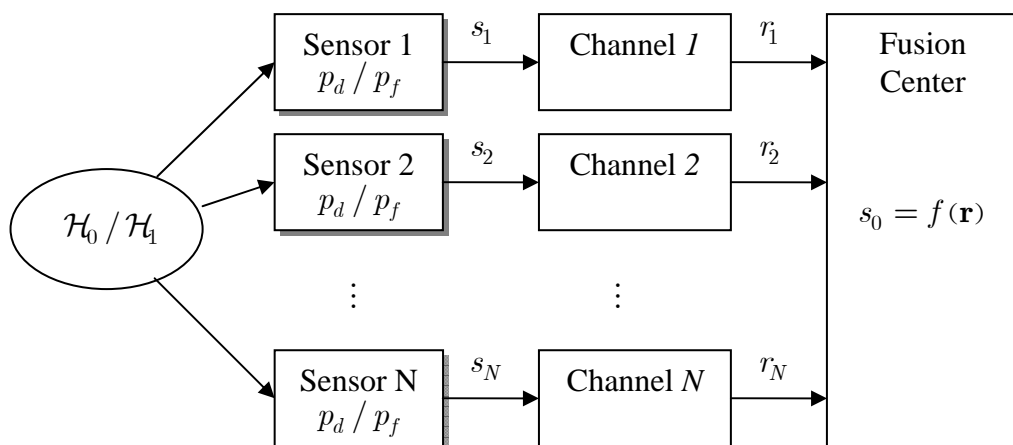 Sensor 1
p_d / p_f
s_1
Channel 1
r_1
Fusion
Center
Sensor 2
p_d / p_f
s_2
Channel 2
r_2
ℋ_0 / ℋ_1
s_0 = f(𝐫)
⋮
⋮
Sensor N
p_d / p_f
s_N
Channel N
r_N